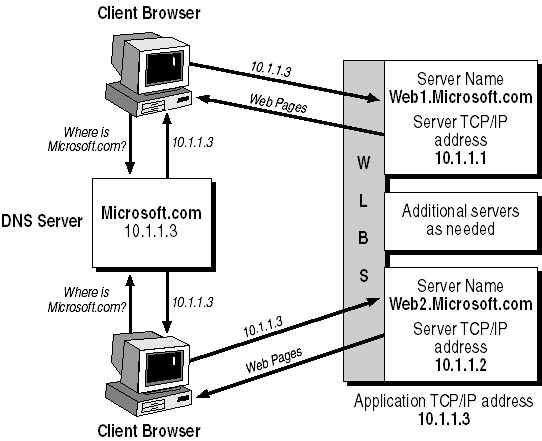 Client Browser
10.1.1.3
Web Pages
Where is
Microsoft.com?
10.1.1.3
DNS Server
Microsoft.com
10.1.1.3
Where is
Microsoft.com?
10.1.1.3
10.1.1.3
Web Pages
Client Browser
W
L
B
S
Server Name
Web1.Microsoft.com
Server TCP/IP
address
10.1.1.1
Additional servers
as needed
Server Name
Web2.Microsoft.com
Server TCP/IP
address
10.1.1.2
Application TCP/IP address
10.1.1.3